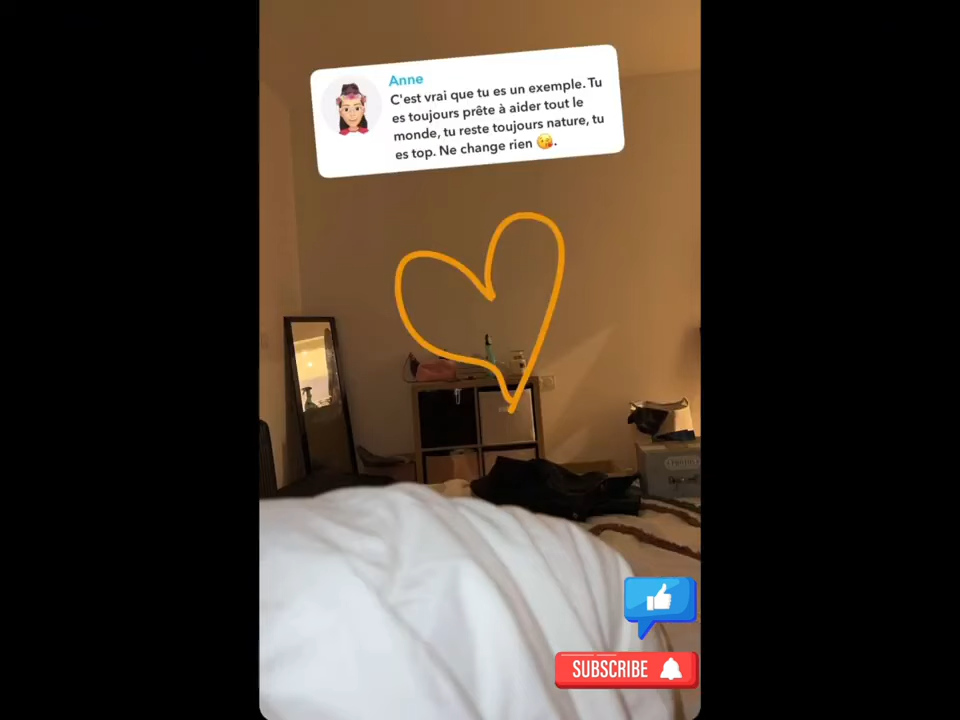 Anne
C'est vrai que tu es un exemple. Tu
es toujours prête à aider tout le
monde, tu reste toujours nature, tu
es top. Ne change rien 😘.
SUBSCRIBE